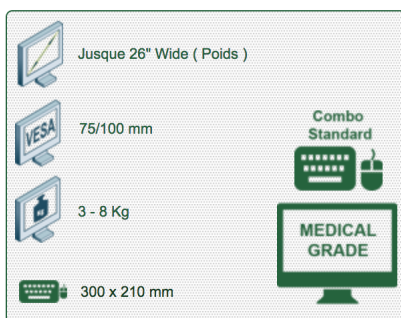 Jusque 26" Wide ( Poids )
VESA
75/100 mm
Combo
Standard
KG
3 - 8 Kg
MEDICAL
GRADE
300 x 210 mm